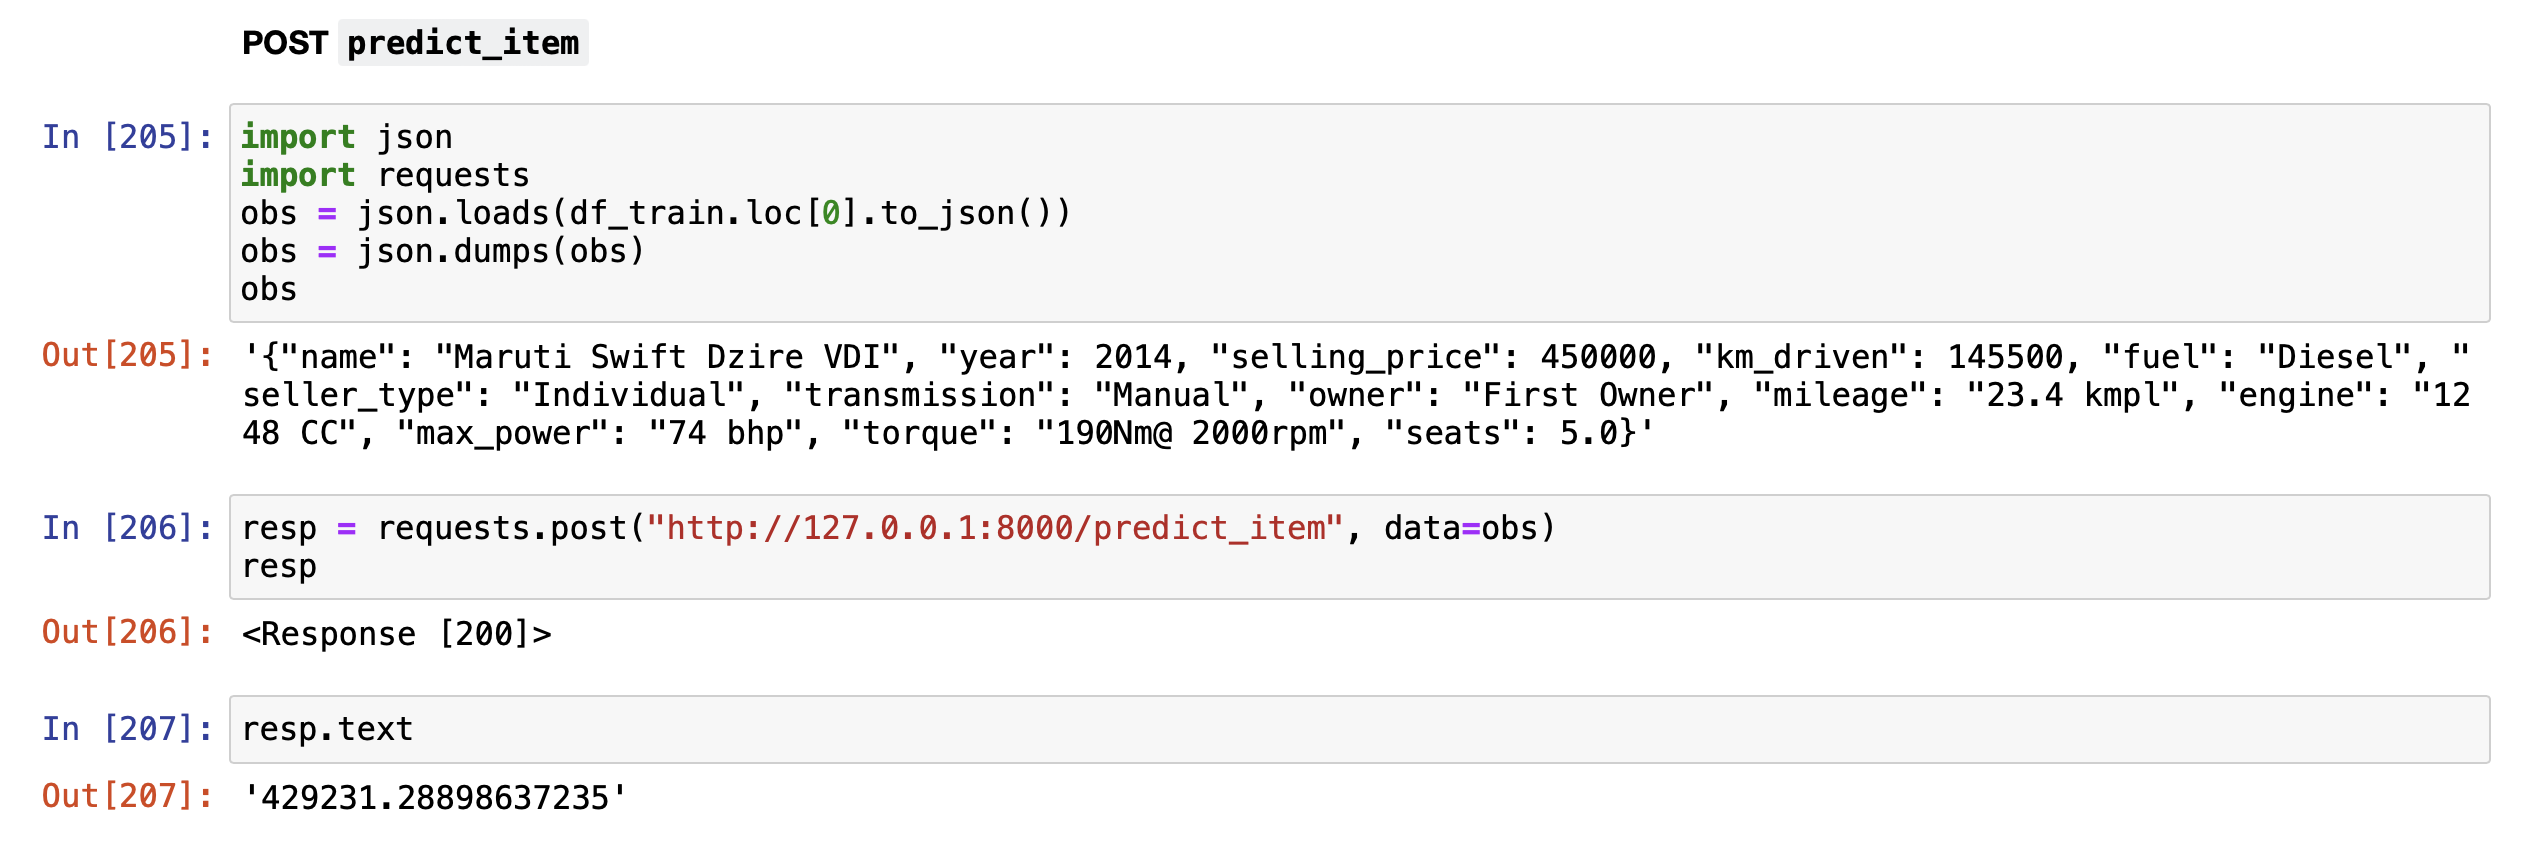 POST predict_item
In [205]:
import json
import requests
obs = json.loads(df_train.loc[0].to_json())
obs = json.dumps(obs)
obs
Out[205]:
'{"name": "Maruti Swift Dzire VDI", "year": 2014, "selling_price": 450000, "km_driven": 145500, "fuel": "Diesel", "
seller_type": "Individual", "transmission": "Manual", "owner": "First Owner", "mileage": "23.4 kmpl", "engine": "12
48 CC", "max_power": "74 bhp", "torque": "190Nm@ 2000rpm", "seats": 5.0}'
In [206]:
resp = requests.post("http://127.0.0.1:8000/predict_item", data=obs)
resp
Out[206]:
<Response [200]>
In [207]:
resp.text
Out[207]:
'429231.28898637235'